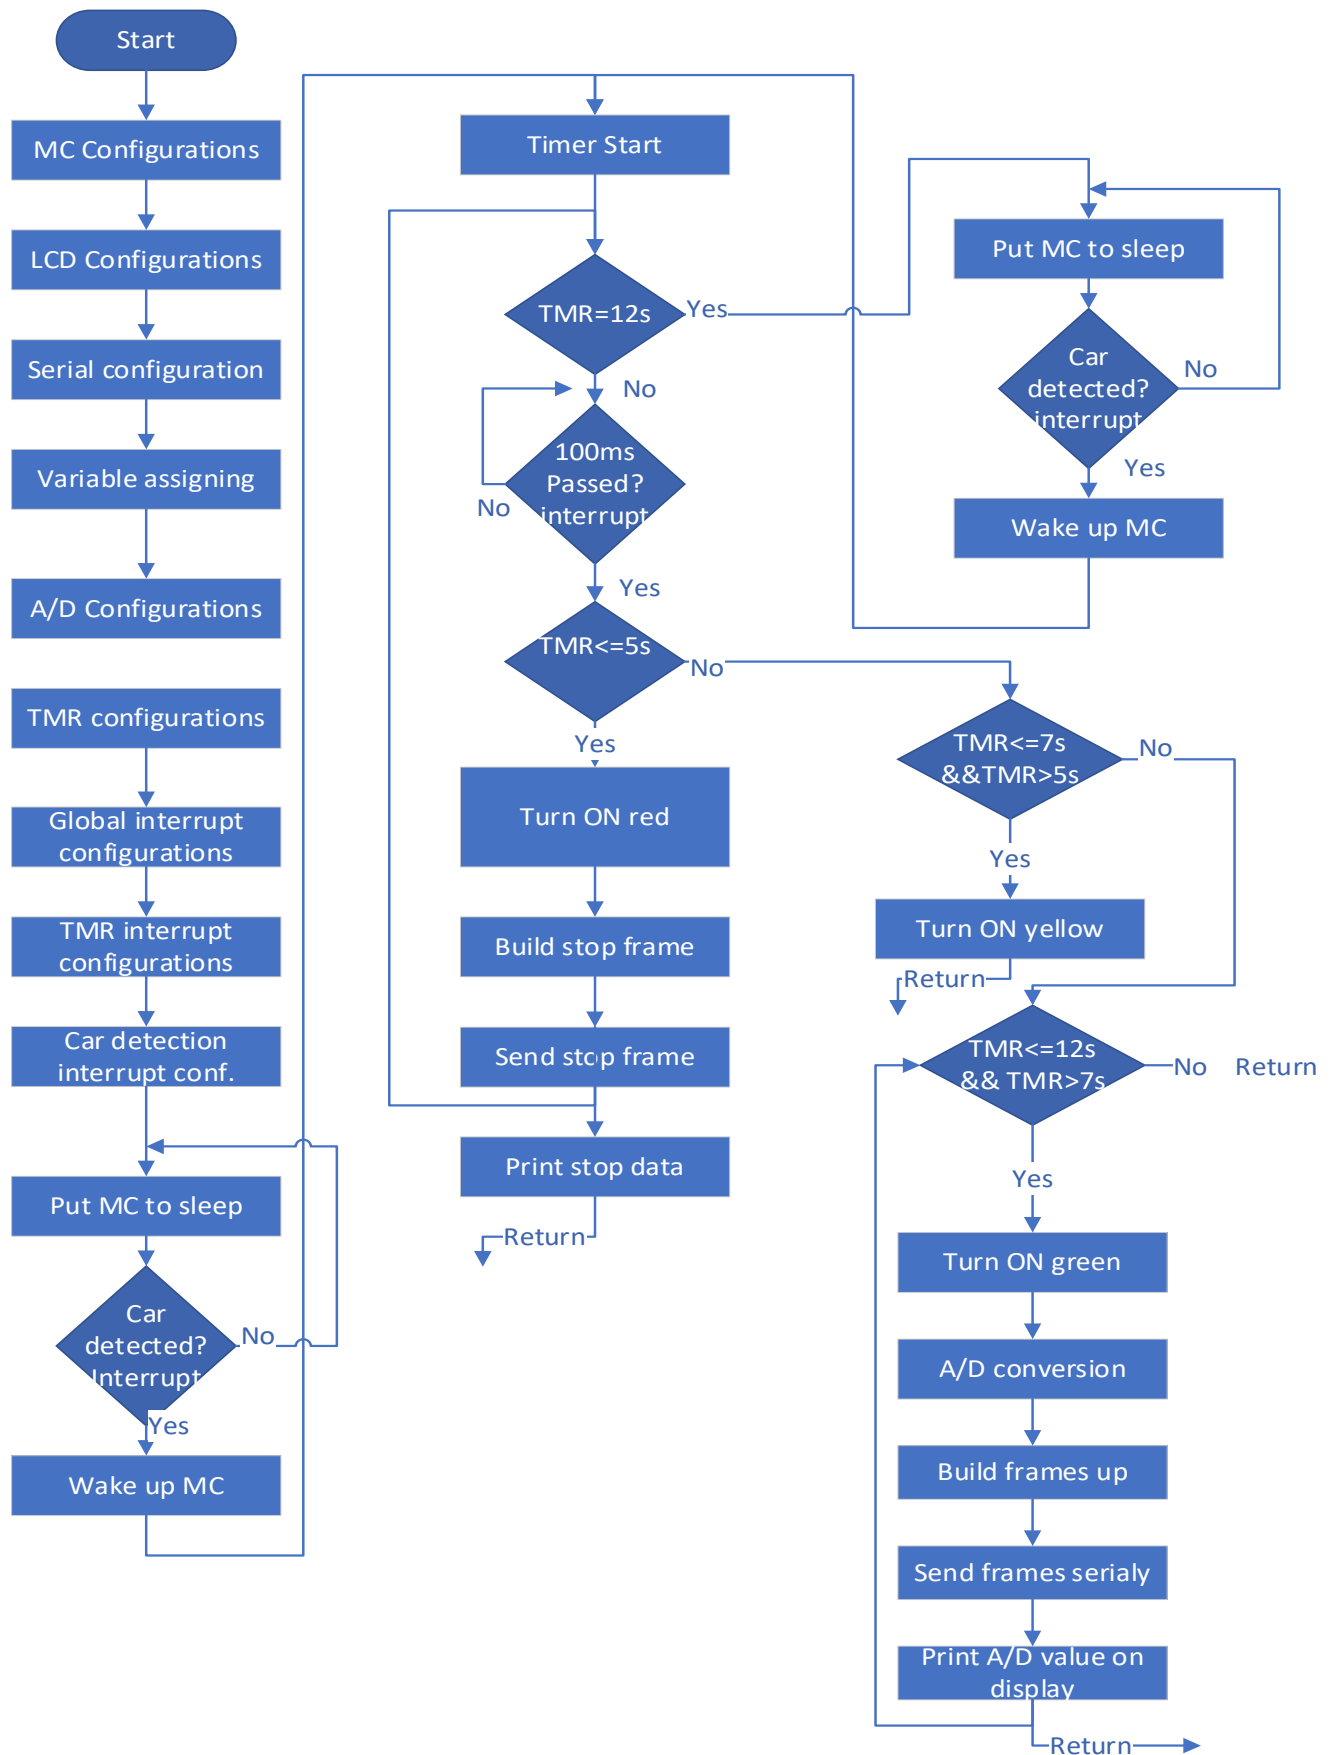 Start
MC Configurations
LCD Configurations
Serial configuration
Variable assigning
A/D Configurations
TMR configurations
Global interrupt
configurations
TMR interrupt
configurations
Car detection
interrupt conf.
Put MC to sleep
Car
detected?
Interrupt
No
Yes
Wake up MC
Timer Start
TMR=12s
Yes
No
100ms
Passed?
interrupt
No
Yes
TMR<=5s
No
Yes
Turn ON red
Build stop frame
Send stop frame
Print stop data
Return
Put MC to sleep
Car
detected?
interrupt
No
Yes
Wake up MC
TMR<=7s
&&TMR>5s
No
Yes
Turn ON yellow
Return
TMR<=12s
&& TMR>7s
No
Return
Yes
Turn ON green
A/D conversion
Build frames up
Send frames serialy
Print A/D value on
display
Return